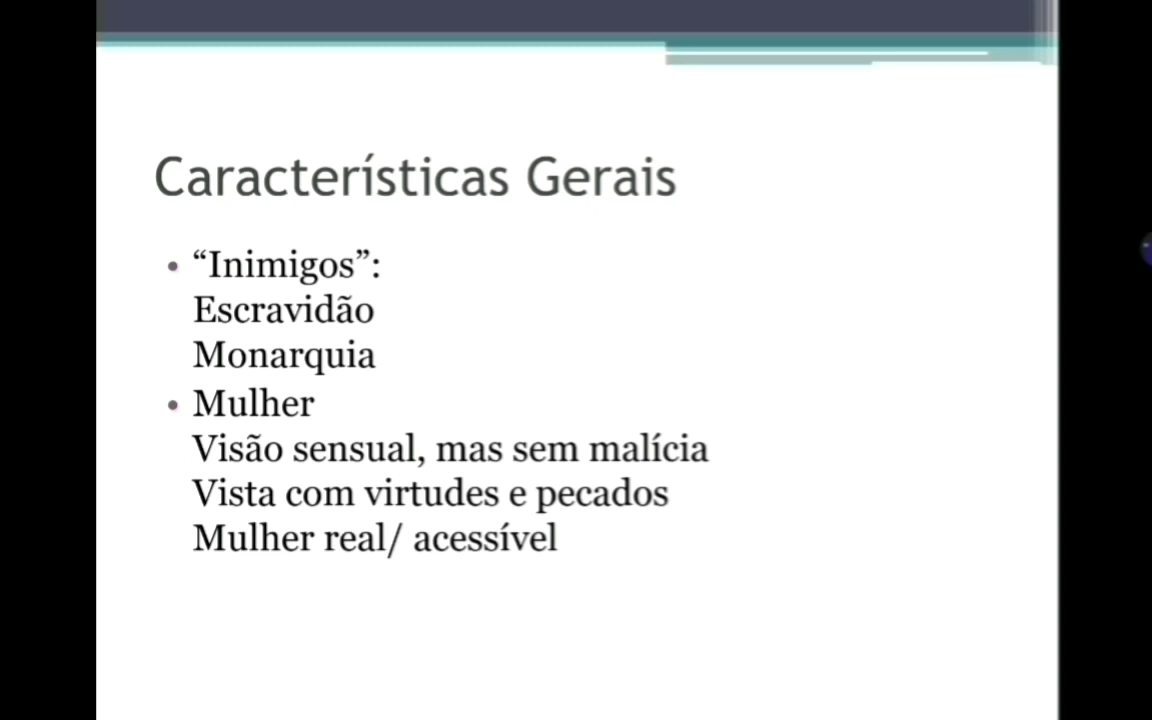 Características Gerais
• “Inimigos”:
Escravidão
Monarquia
• Mulher
Visão sensual, mas sem malícia
Vista com virtudes e pecados
Mulher real/ acessível